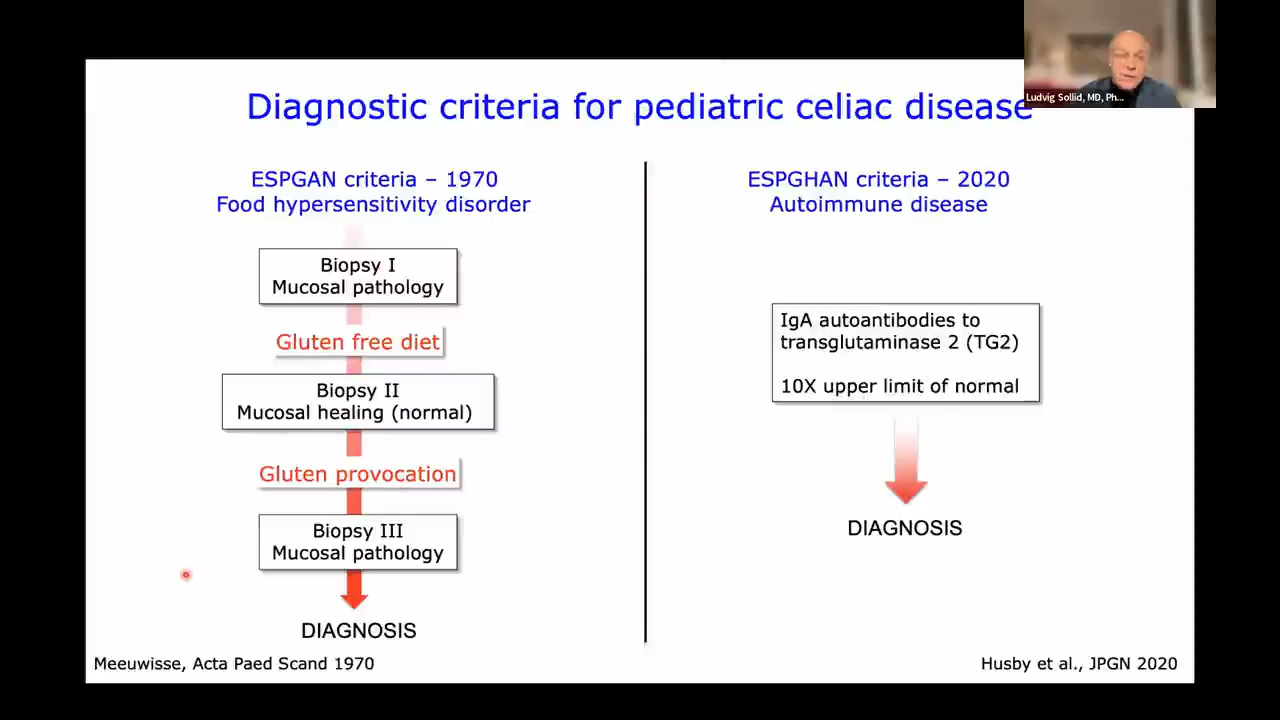 Ludvig Sollid, MD, Ph...
Diagnostic criteria for pediatric celiac disease
ESPGAN criteria – 1970
Food hypersensitivity disorder
Biopsy I
Mucosal pathology
Gluten free diet
Biopsy II
Mucosal healing (normal)
Gluten provocation
Biopsy III
Mucosal pathology
DIAGNOSIS
Meeuwisse, Acta Paed Scand 1970
ESPGHAN criteria – 2020
Autoimmune disease
IgA autoantibodies to
transglutaminase 2 (TG2)
10X upper limit of normal
DIAGNOSIS
Husby et al., JPGN 2020